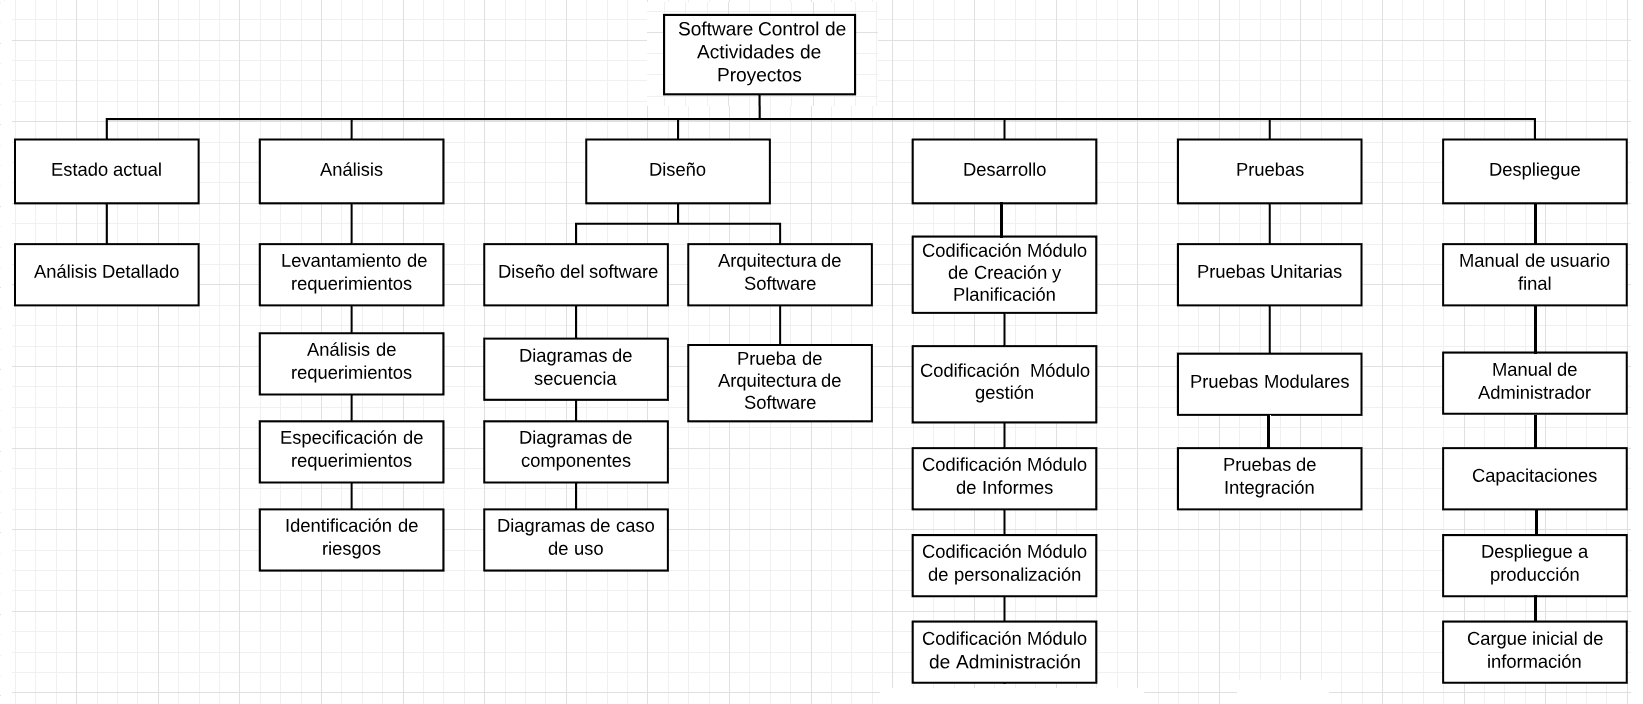 Software Control de
Actividades de
Proyectos
Estado actual
Análisis
Diseño
Desarrollo
Pruebas
Despliegue
Análisis Detallado
Levantamiento de
requerimientos
Análisis de
requerimientos
Especificación de
requerimientos
Identificación de
riesgos
Diseño del software
Diagramas de
secuencia
Diagramas de
componentes
Diagramas de caso
de uso
Arquitectura de
Software
Prueba de
Arquitectura de
Software
Codificación Módulo
de Creación y
Planificación
Codificación  Módulo
gestión
Codificación Módulo
de Informes
Codificación Módulo
de personalización
Codificación Módulo
de Administración
Pruebas Unitarias
Pruebas Modulares
Pruebas de
Integración
Manual de usuario
final
Manual de
Administrador
Capacitaciones
Despliegue a
producción
Cargue inicial de
información